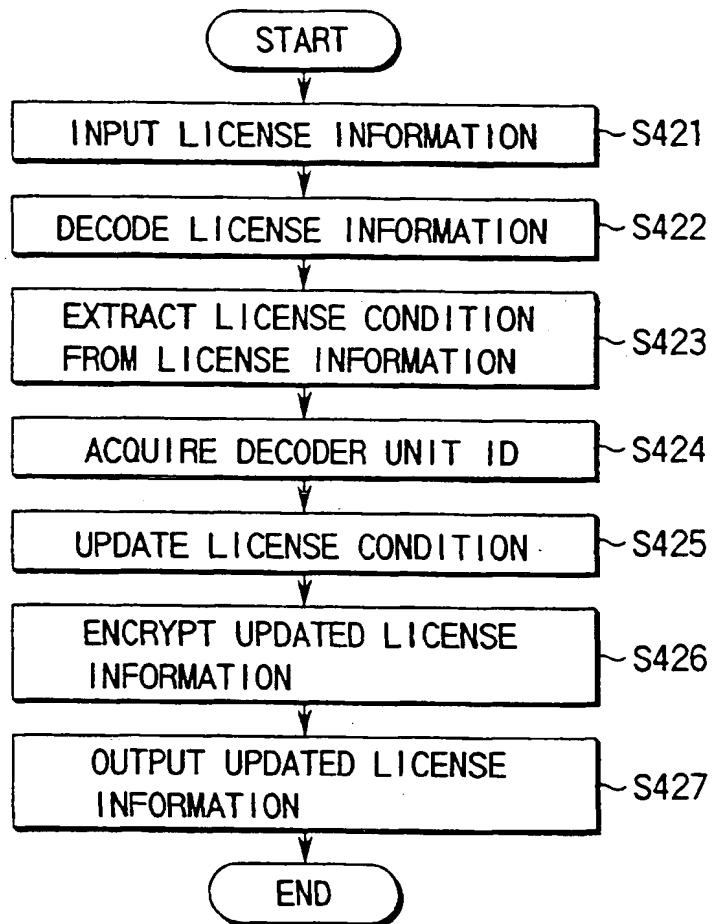 START
INPUT LICENSE INFORMATION
S421
DECODE LICENSE INFORMATION
S422
EXTRACT LICENSE CONDITION
FROM LICENSE INFORMATION
S423
ACQUIRE DECODER UNIT ID
S424
UPDATE LICENSE CONDITION
S425
ENCRYPT UPDATED LICENSE
INFORMATION
S426
OUTPUT UPDATED LICENSE
INFORMATION
S427
END